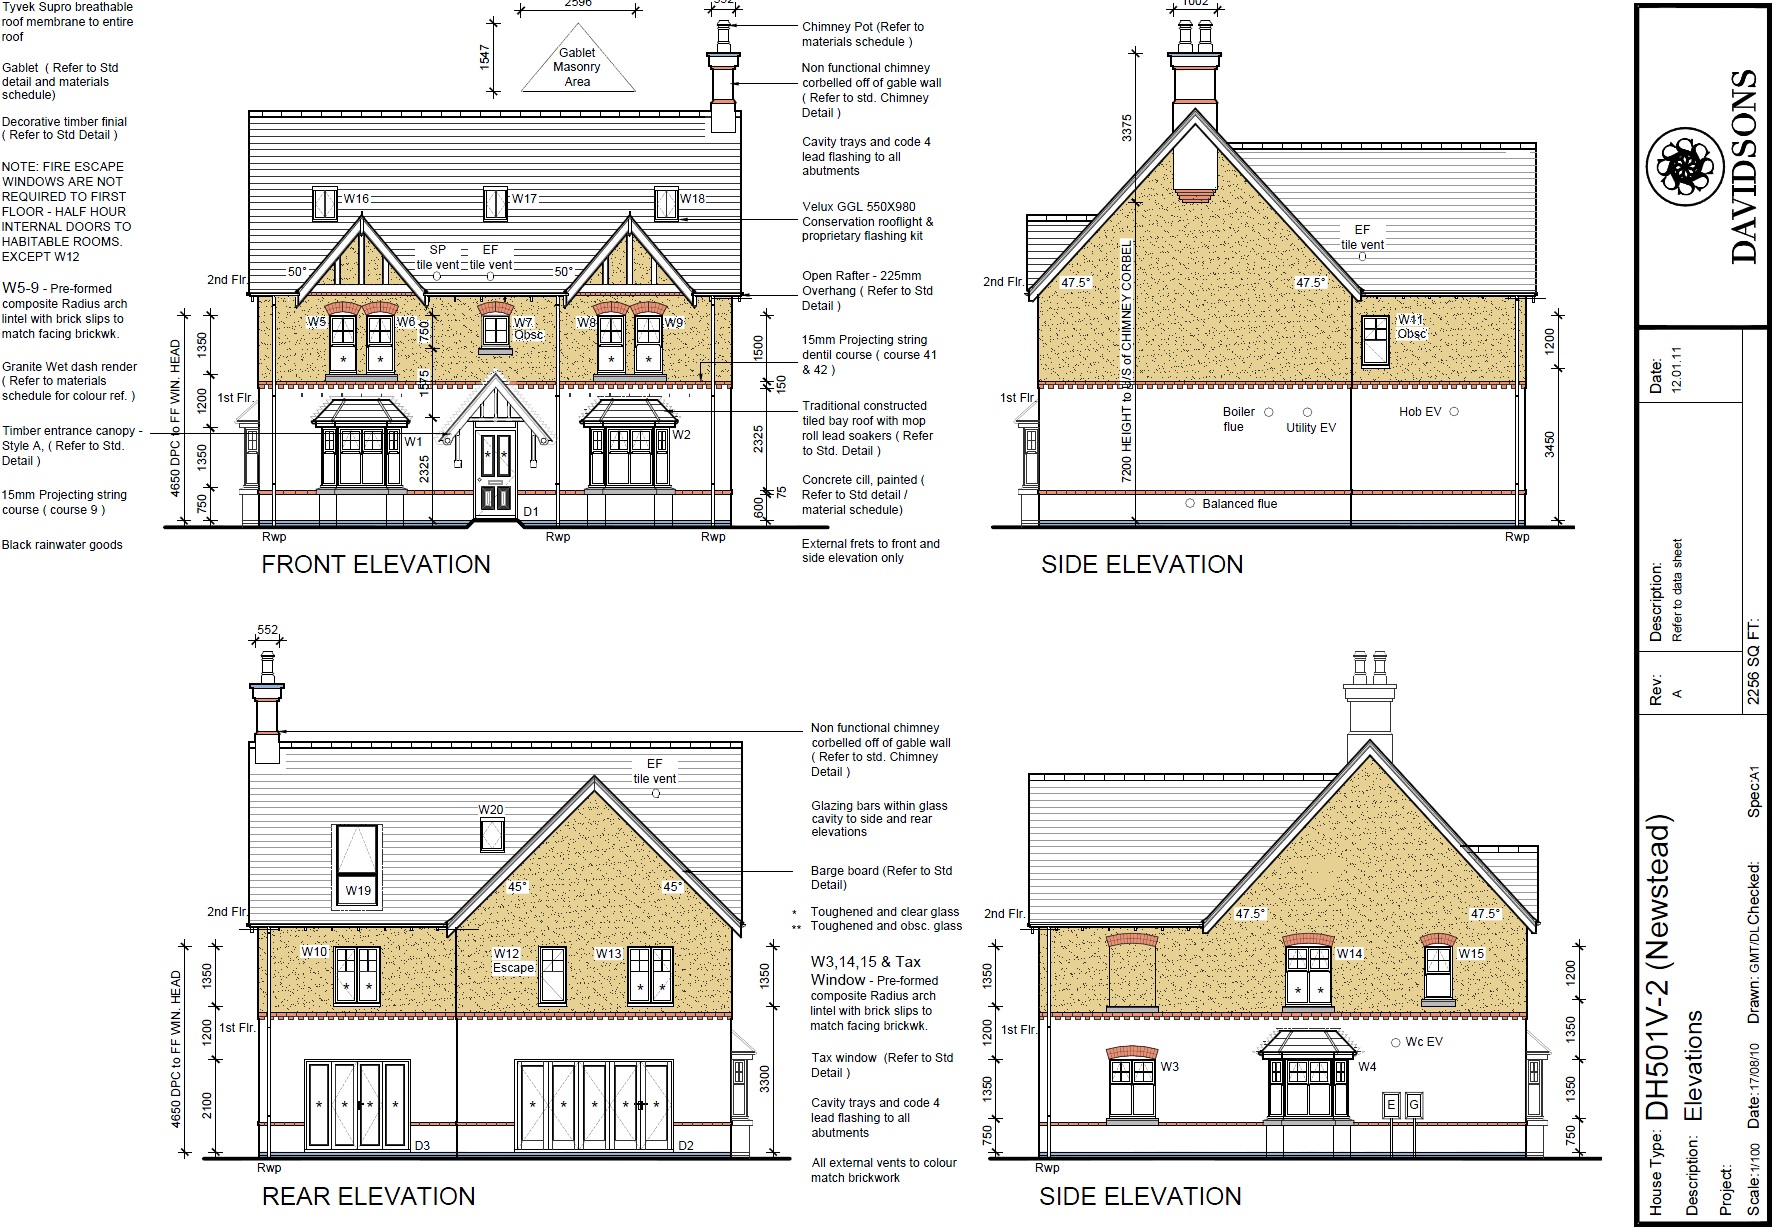 Tyvek Supro breathable
roof membrane to entire
roof
Gablet ( Refer to Std
detail and materials
schedule)
Decorative timber finial
( Refer to Std Detail )
NOTE: FIRE ESCAPE
WINDOWS ARE NOT
REQUIRED TO FIRST
FLOOR - HALF HOUR
INTERNAL DOORS TO
HABITABLE ROOMS.
EXCEPT W12
W5-9 - Pre-formed
composite Radius arch
lintel with brick slips to
match facing brickwk.
Granite Wet dash render
( Refer to materials
schedule for colour ref. )
Timber entrance canopy -
Style A, ( Refer to Std.
Detail )
15mm Projecting string
course ( course 9 )
Black rainwater goods
2596
1547
Gablet
Masonry
Area
552
W16
W17
W18
SP
tile vent
EF
tile vent
50°
50°
2nd Flr.
W5
W6
W7
Obsc
W8
W9
* * * *
1st Flr.
W1
W2
* *
D1
4650 DPC to FF WIN. HEAD
1350
1200
1350
750
750
1575
2325
1500
150
2325
75
600
Rwp
Rwp
Rwp
FRONT ELEVATION
Chimney Pot (Refer to
materials schedule )
Non functional chimney
corbelled off of gable wall
( Refer to std. Chimney
Detail )
Cavity trays and code 4
lead flashing to all
abutments
Velux GGL 550X980
Conservation rooflight &
proprietary flashing kit
Open Rafter - 225mm
Overhang ( Refer to Std
Detail )
15mm Projecting string
dentil course ( course 41
& 42 )
Traditional constructed
tiled bay roof with mop
roll lead soakers ( Refer
to Std. Detail )
Concrete cill, painted (
Refer to Std detail /
material schedule)
External frets to front and
side elevation only
1002
3375
7200 HEIGHT to U/S of CHIMNEY CORBEL
EF
tile vent
2nd Flr.
47.5°
47.5°
W11
Obsc
1st Flr.
Boiler
flue
Utility EV
Hob EV
Balanced flue
1200
3450
Rwp
SIDE ELEVATION
552
EF
tile vent
W20
W19
45°
45°
2nd Flr.
W10
W12
Escape
W13
* * * *
1st Flr.
* * * *
D3
* * * * *
D2
4650 DPC to FF WIN. HEAD
1350
1200
2100
1350
3300
Rwp
REAR ELEVATION
Non functional chimney
corbelled off of gable wall
( Refer to std. Chimney
Detail )
Glazing bars within glass
cavity to side and rear
elevations
Barge board (Refer to Std
Detail)
* Toughened and clear glass
** Toughened and obsc. glass
W3,14,15 & Tax
Window - Pre-formed
composite Radius arch
lintel with brick slips to
match facing brickwk.
Tax window (Refer to Std
Detail )
Cavity trays and code 4
lead flashing to all
abutments
All external vents to colour
match brickwork
2nd Flr.
47.5°
47.5°
W14
W15
* *
1st Flr.
W3
W4
Wc EV
E
G
1350
1200
1350
750
1200
1350
1350
750
Rwp
SIDE ELEVATION
DAVIDSONS
Date:
12.01.11
Description:
Refer to data sheet
Rev:
A
2256 SQ FT:
House Type: DH501V-2 (Newstead)
Description: Elevations
Project:
Scale:1/100 Date:17/08/10 Drawn: GMT/DL Checked: Spec:A1